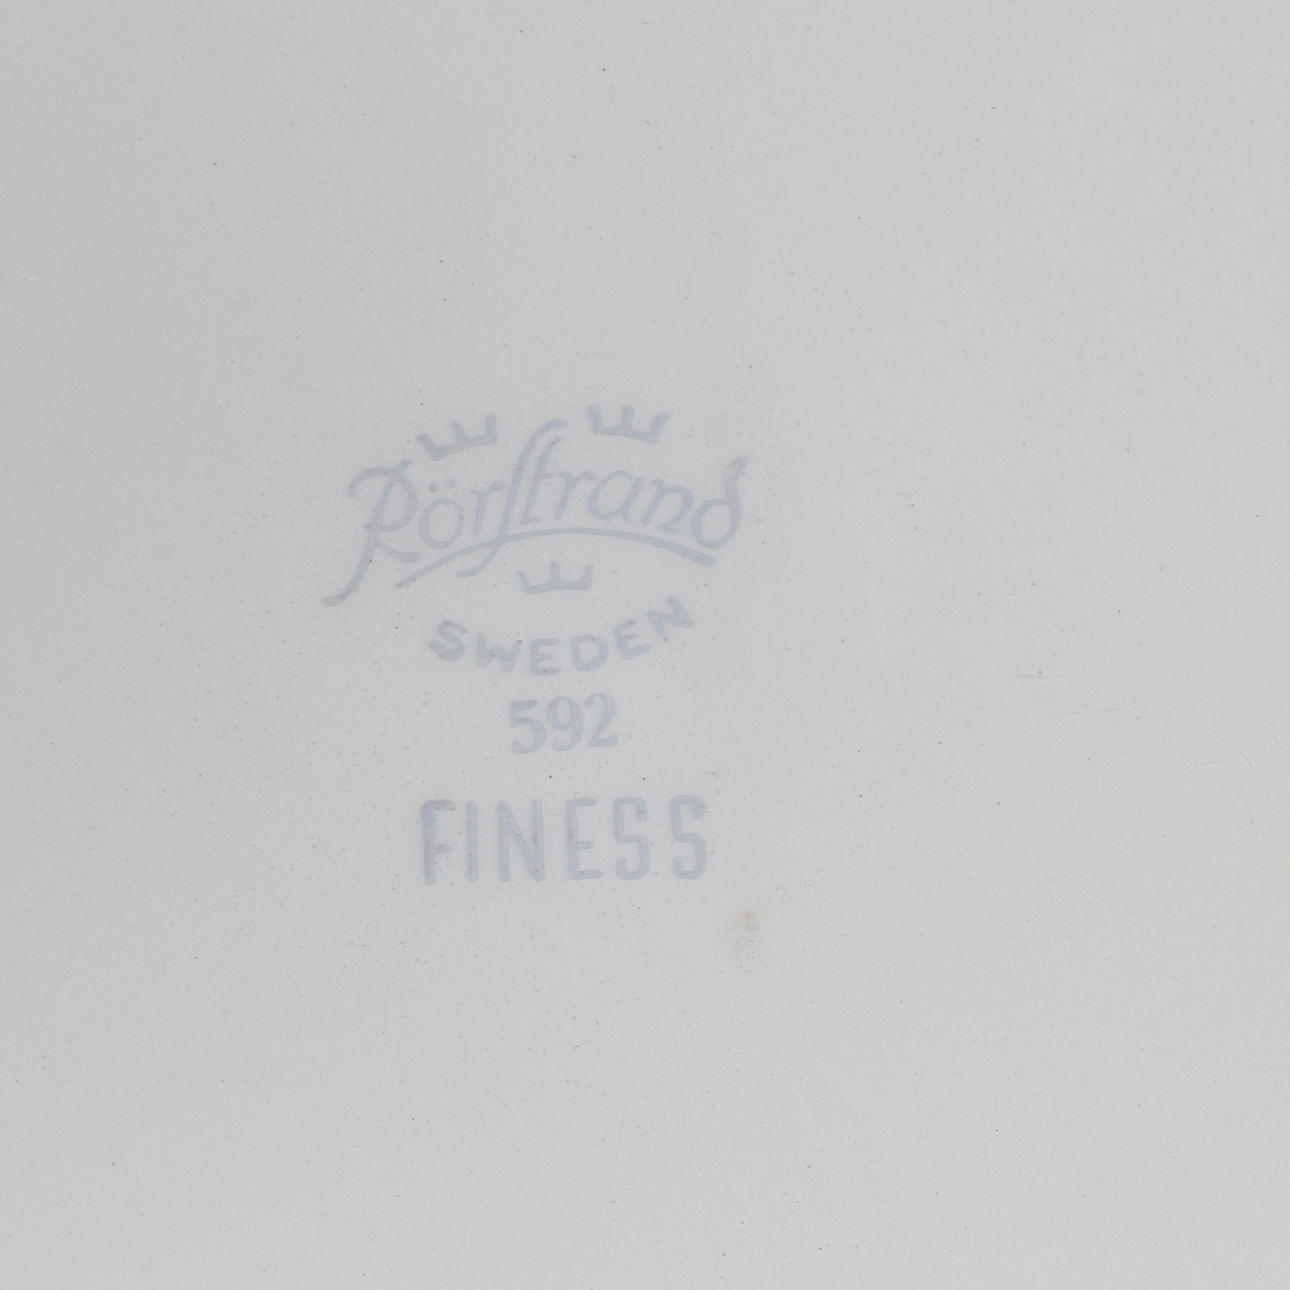 Rörstrand
SWEDEN
592
FINESS